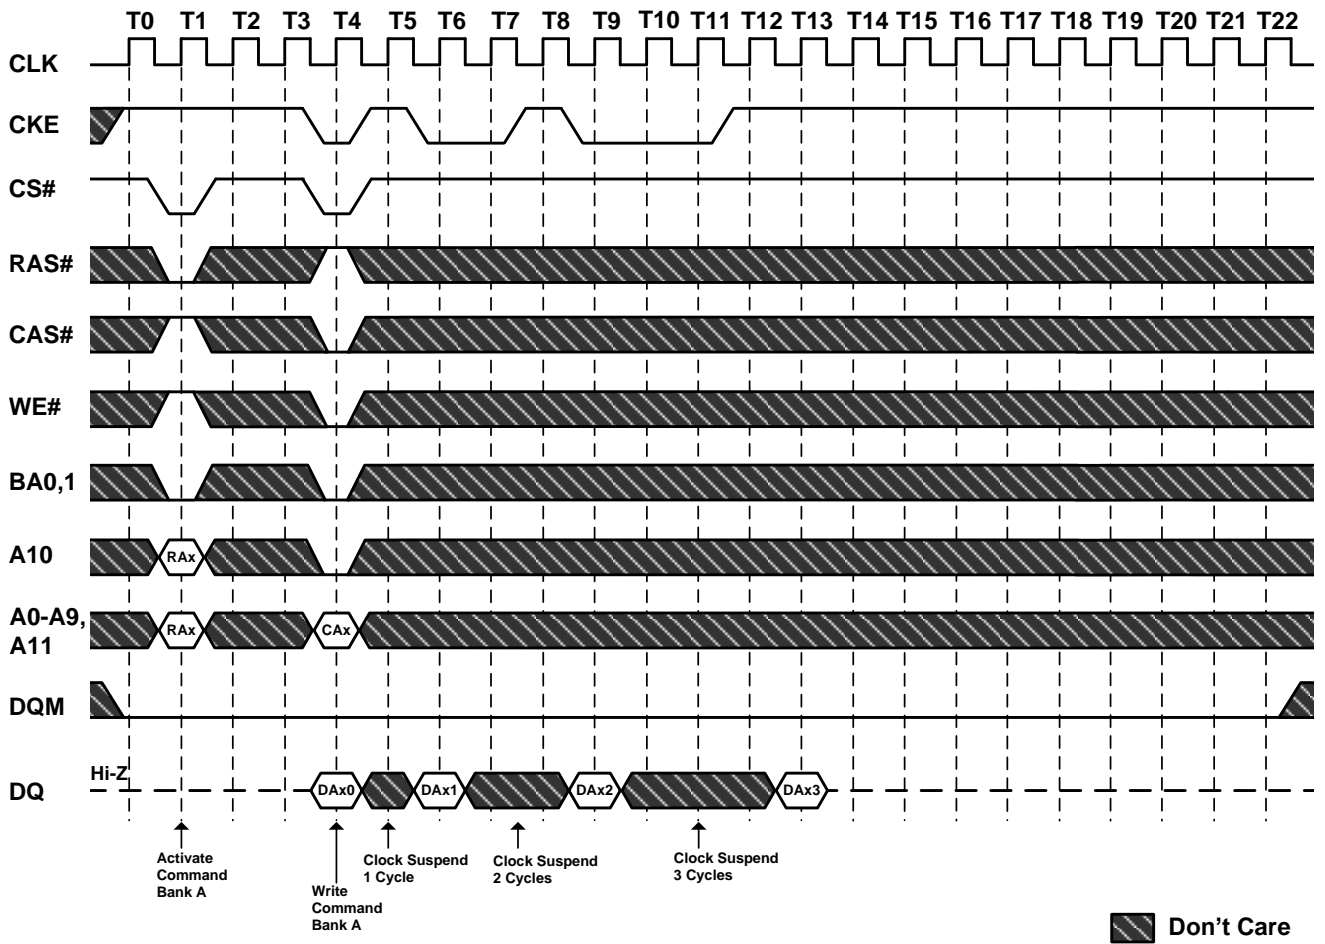 T0 T1 T2 T3 T4 T5 T6 T7 T8 T9 T10 T11 T12 T13 T14 T15 T16 T17 T18 T19 T20 T21 T22
CLK
CKE
CS#
RAS#
CAS#
WE#
BA0,1
A10
RAx
A0-A9,
A11
RAx
CAx
DQM
Hi-Z
DQ
DAx0
DAx1
DAx2
DAx3
Activate
Command
Bank A
Write
Command
Bank A
Clock Suspend
1 Cycle
Clock Suspend
2 Cycles
Clock Suspend
3 Cycles
Don't Care